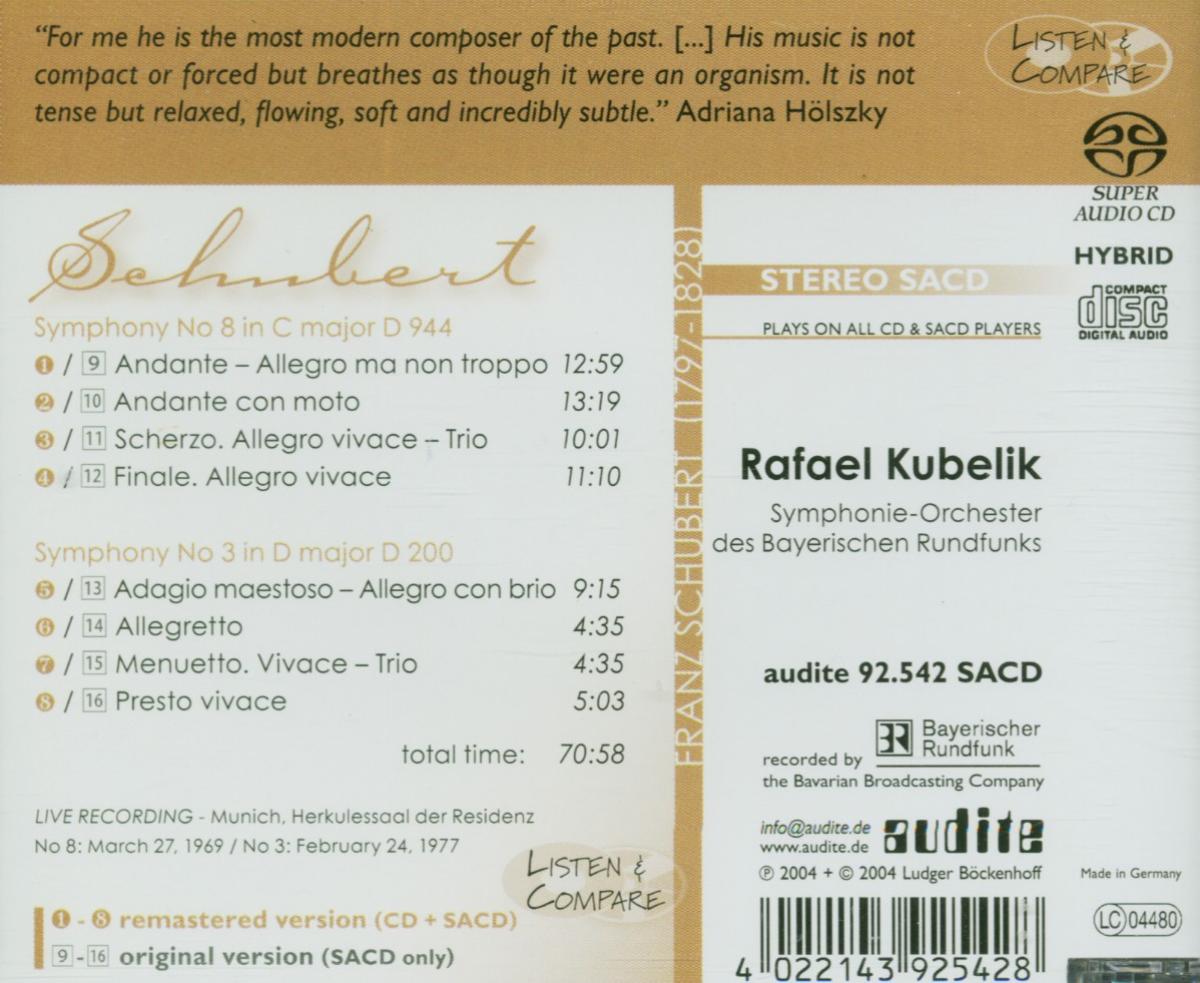 “For me he is the most modern composer of the past. [...] His music is not
compact or forced but breathes as though it were an organism. It is not
tense but relaxed, flowing, soft and incredibly subtle.” Adriana Hölszky
LISTEN &
COMPARE
SUPER
AUDIO CD
HYBRID
COMPACT
disc
DIGITAL AUDIO
Schubert
Symphony No 8 in C major D 944
1 / 9 Andante – Allegro ma non troppo 12:59
2 / 10 Andante con moto 13:19
3 / 11 Scherzo. Allegro vivace – Trio 10:01
4 / 12 Finale. Allegro vivace 11:10
Symphony No 3 in D major D 200
5 / 13 Adagio maestoso – Allegro con brio 9:15
6 / 14 Allegretto 4:35
7 / 15 Menuetto. Vivace – Trio 4:35
8 / 16 Presto vivace 5:03
total time: 70:58
LIVE RECORDING - Munich, Herkulessaal der Residenz
No 8: March 27, 1969 / No 3: February 24, 1977
LISTEN &
COMPARE
1 - 8 remastered version (CD + SACD)
9 - 16 original version (SACD only)
FRANZ SCHUBERT (1797-1828)
STEREO SACD
PLAYS ON ALL CD & SACD PLAYERS
Rafael Kubelik
Symphonie-Orchester
des Bayerischen Rundfunks
audite 92.542 SACD
BR Bayerischer
Rundfunk
recorded by
the Bavarian Broadcasting Company
info@audite.de
www.audite.de
audite
℗ 2004 + © 2004 Ludger Böckenhoff
Made in Germany
LC 04480
4 022143 925428